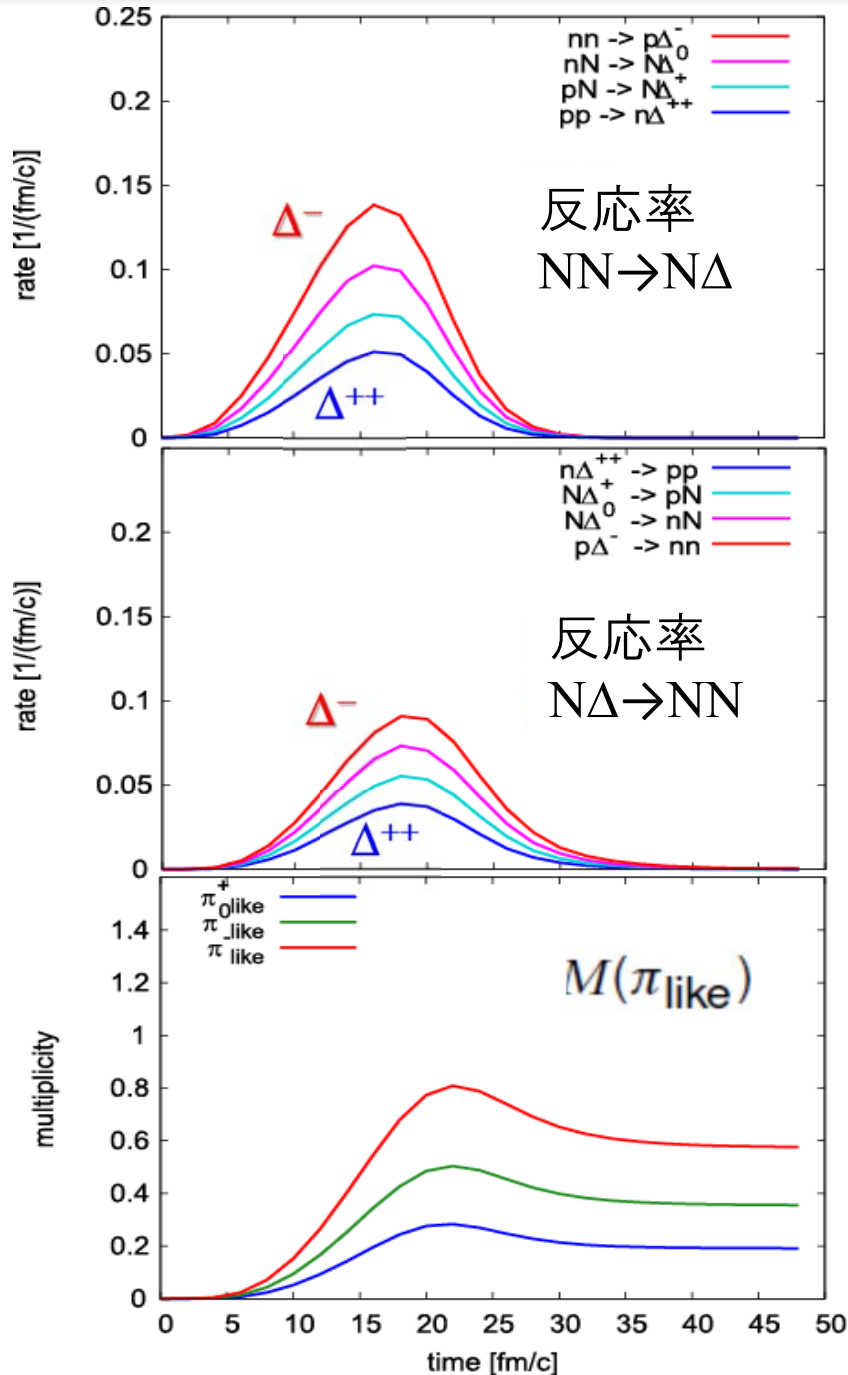 0.25
0.2
0.15
0.1
0.05
0
rate [1/(fm/c)]
nn -> pΔ⁻
nN -> NΔ⁰
pN -> NΔ⁺
pp -> nΔ⁺⁺
Δ⁻
Δ⁺⁺
反応率
NN→NΔ
0.2
0.15
0.1
0.05
0
rate [1/(fm/c)]
nΔ⁺⁺ -> pp
NΔ⁺ -> pN
NΔ⁰ -> nN
pΔ⁻ -> nn
Δ⁻
Δ⁺⁺
反応率
NΔ→NN
1.4
1.2
1
0.8
0.6
0.4
0.2
0
multiplicity
π⁺like
π⁰like
π⁻like
M(πlike)
0 5 10 15 20 25 30 35 40 45 50
time [fm/c]